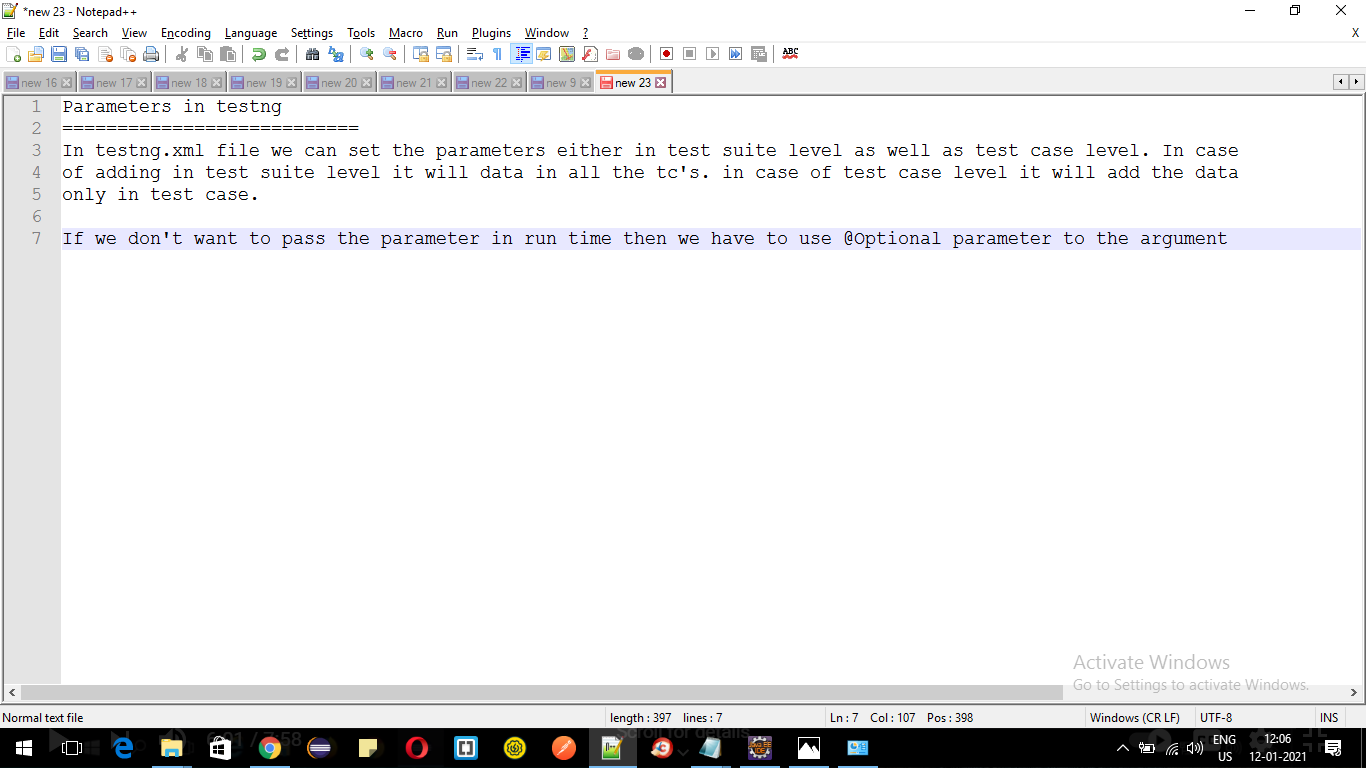 *new 23 - Notepad++
File Edit Search View Encoding Language Settings Tools Macro Run Plugins Window ? X
ABC
new 16 new 17 new 18 new 19 new 20 new 21 new 22 new 9 new 23
1 Parameters in testng
2 ===========================
3 In testng.xml file we can set the parameters either in test suite level as well as test case level. In case
4 of adding in test suite level it will data in all the tc's. in case of test case level it will add the data
5 only in test case.
6
7 If we don't want to pass the parameter in run time then we have to use @Optional parameter to the argument
Activate Windows
Go to Settings to activate Windows.
Normal text file length : 397 lines : 7 Ln : 7 Col : 107 Pos : 398 Windows (CR LF) UTF-8 INS
6:01 / 7:58
Scroll for details
ENG 12:06
US 12-01-2021